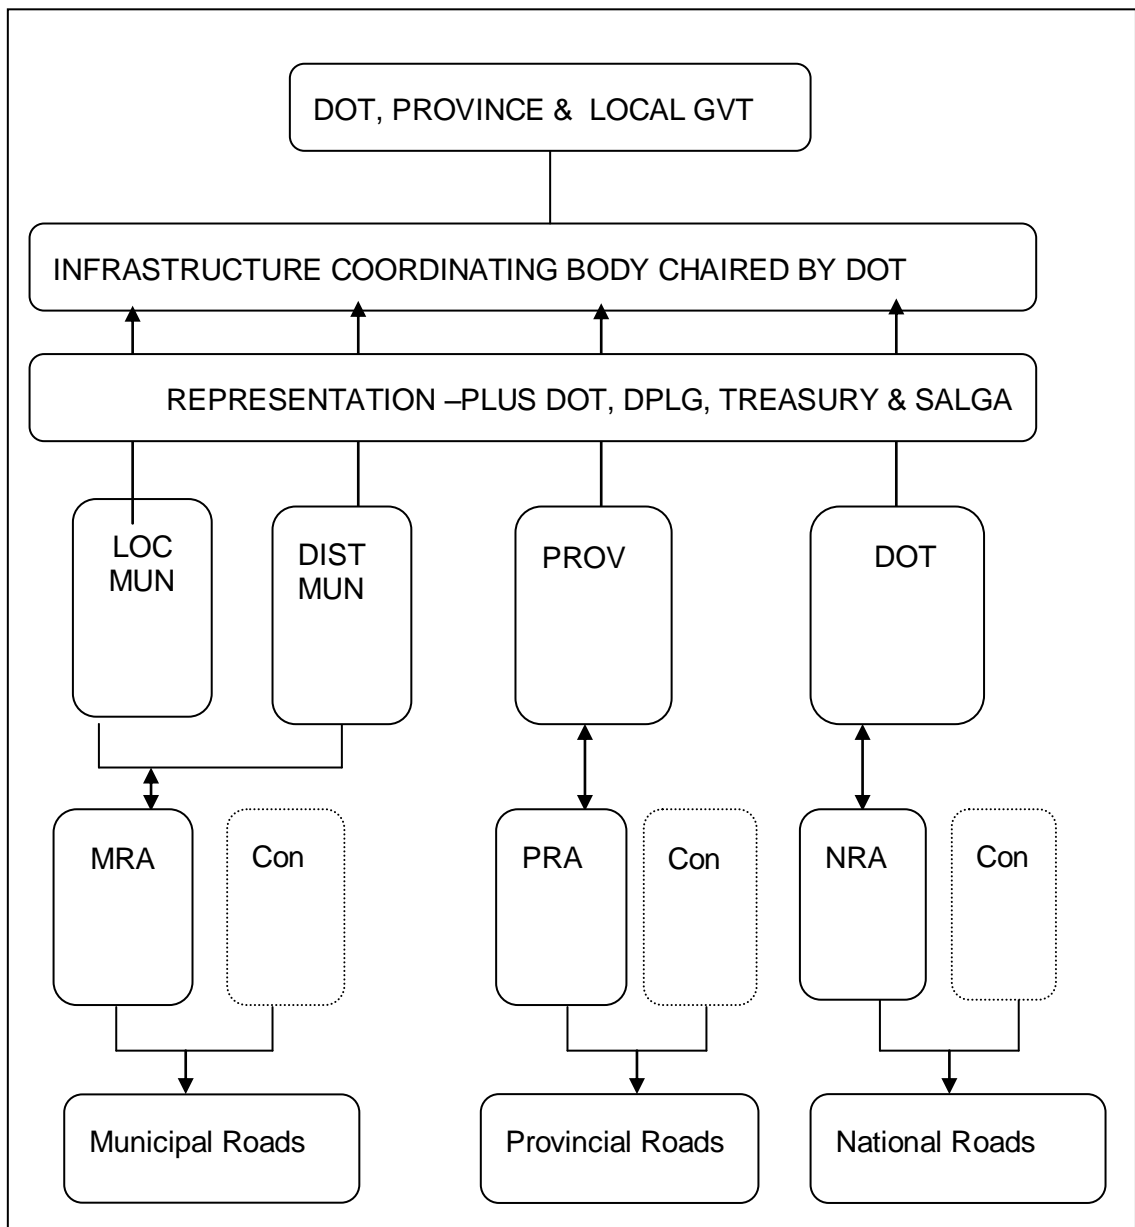 DOT, PROVINCE & LOCAL GVT
INFRASTRUCTURE COORDINATING BODY CHAIRED BY DOT
REPRESENTATION –PLUS DOT, DPLG, TREASURY & SALGA
LOC
MUN
DIST
MUN
PROV
DOT
MRA
Con
PRA
Con
NRA
Con
Municipal Roads
Provincial Roads
National Roads